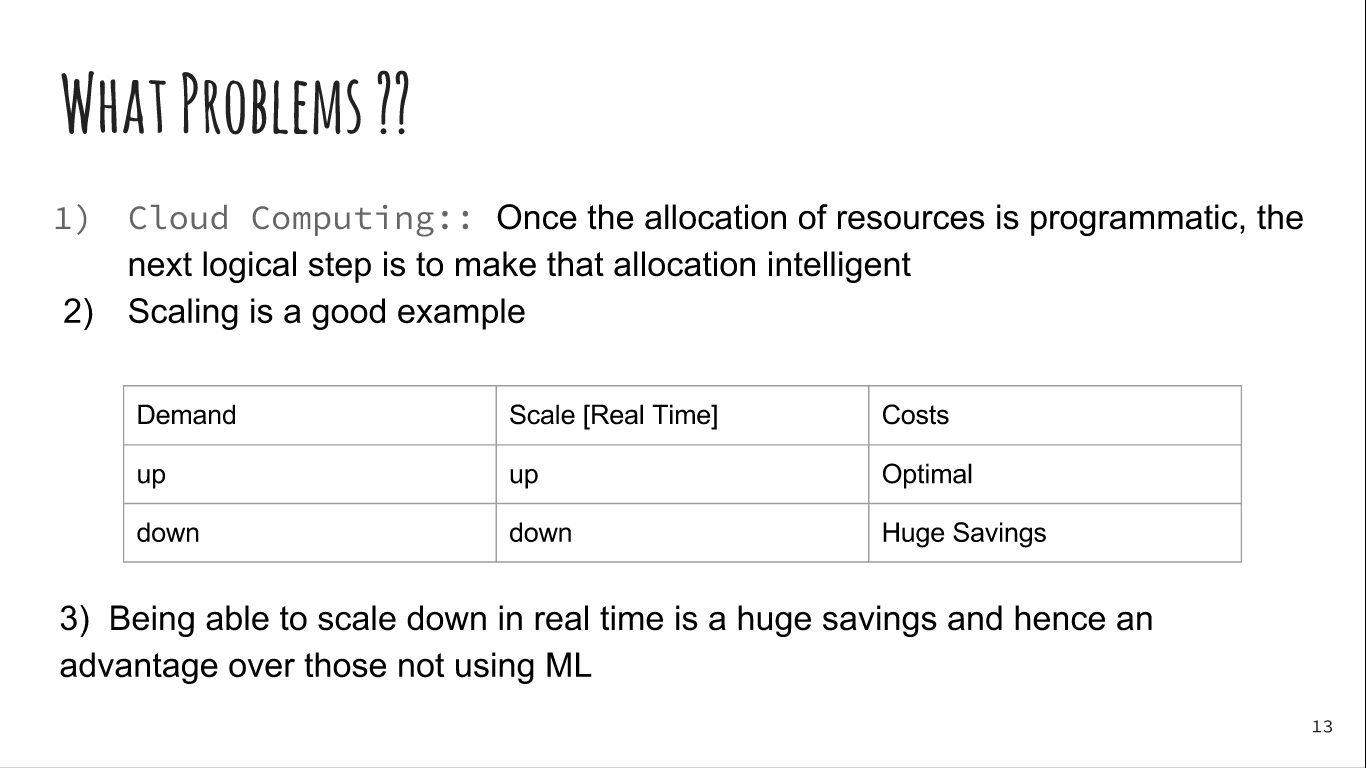 What Problems ??
1) Cloud Computing:: Once the allocation of resources is programmatic, the
next logical step is to make that allocation intelligent
2) Scaling is a good example
Demand Scale [Real Time] Costs
up up Optimal
down down Huge Savings
3) Being able to scale down in real time is a huge savings and hence an
advantage over those not using ML
13